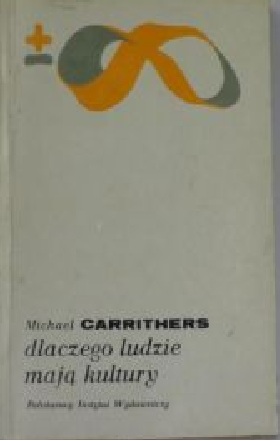 ±
Michael CARRITHERS
dlaczego ludzie
mają kultury
Państwowy Instytut Wydawniczy